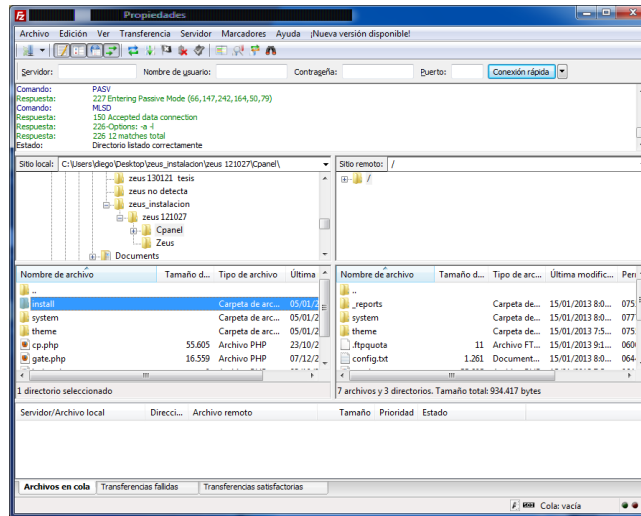 Propiedades
Archivo Edición Ver Transferencia Servidor Marcadores Ayuda ¡Nueva versión disponible!
Servidor: Nombre de usuario: Contraseña: Puerto: Conexión rápida
Comando: PASV
Respuesta: 227 Entering Passive Mode (66,147,242,164,50,79)
Comando: MLSD
Respuesta: 150 Accepted data connection
Respuesta: 226-Options: -a -l
Respuesta: 226 12 matches total
Estado: Directorio listado correctamente
Sitio local: C:\Users\diego\Desktop\zeus_instalacion\zeus 121027\Cpanel\ Sitio remoto: /
zeus 130121 tesis /
zeus no detecta
zeus_instalacion
zeus 121027
Cpanel
Zeus
Documents
Nombre de archivo Tamaño d... Tipo de archivo Última Nombre de archivo Tamaño d... Tipo de arc... Última modific... Per
.. ..
install Carpeta de arc... 05/01/2 _reports Carpeta de... 15/01/2013 8:0... 075
system Carpeta de arc... 05/01/2 system Carpeta de... 15/01/2013 8:0... 077
theme Carpeta de arc... 05/01/2 theme Carpeta de... 15/01/2013 7:5... 075
cp.php 55.605 Archivo PHP 23/10/2 .ftpquota 11 Archivo FT... 15/01/2013 9:1... 060
gate.php 16.559 Archivo PHP 07/12/2 config.txt 1.261 Document... 15/01/2013 8:0... 064
1 directorio seleccionado 7 archivos y 3 directorios. Tamaño total: 934.417 bytes
Servidor/Archivo local Direcci... Archivo remoto Tamaño Prioridad Estado
Archivos en cola Transferencias fallidas Transferencias satisfactorias
Cola: vacía